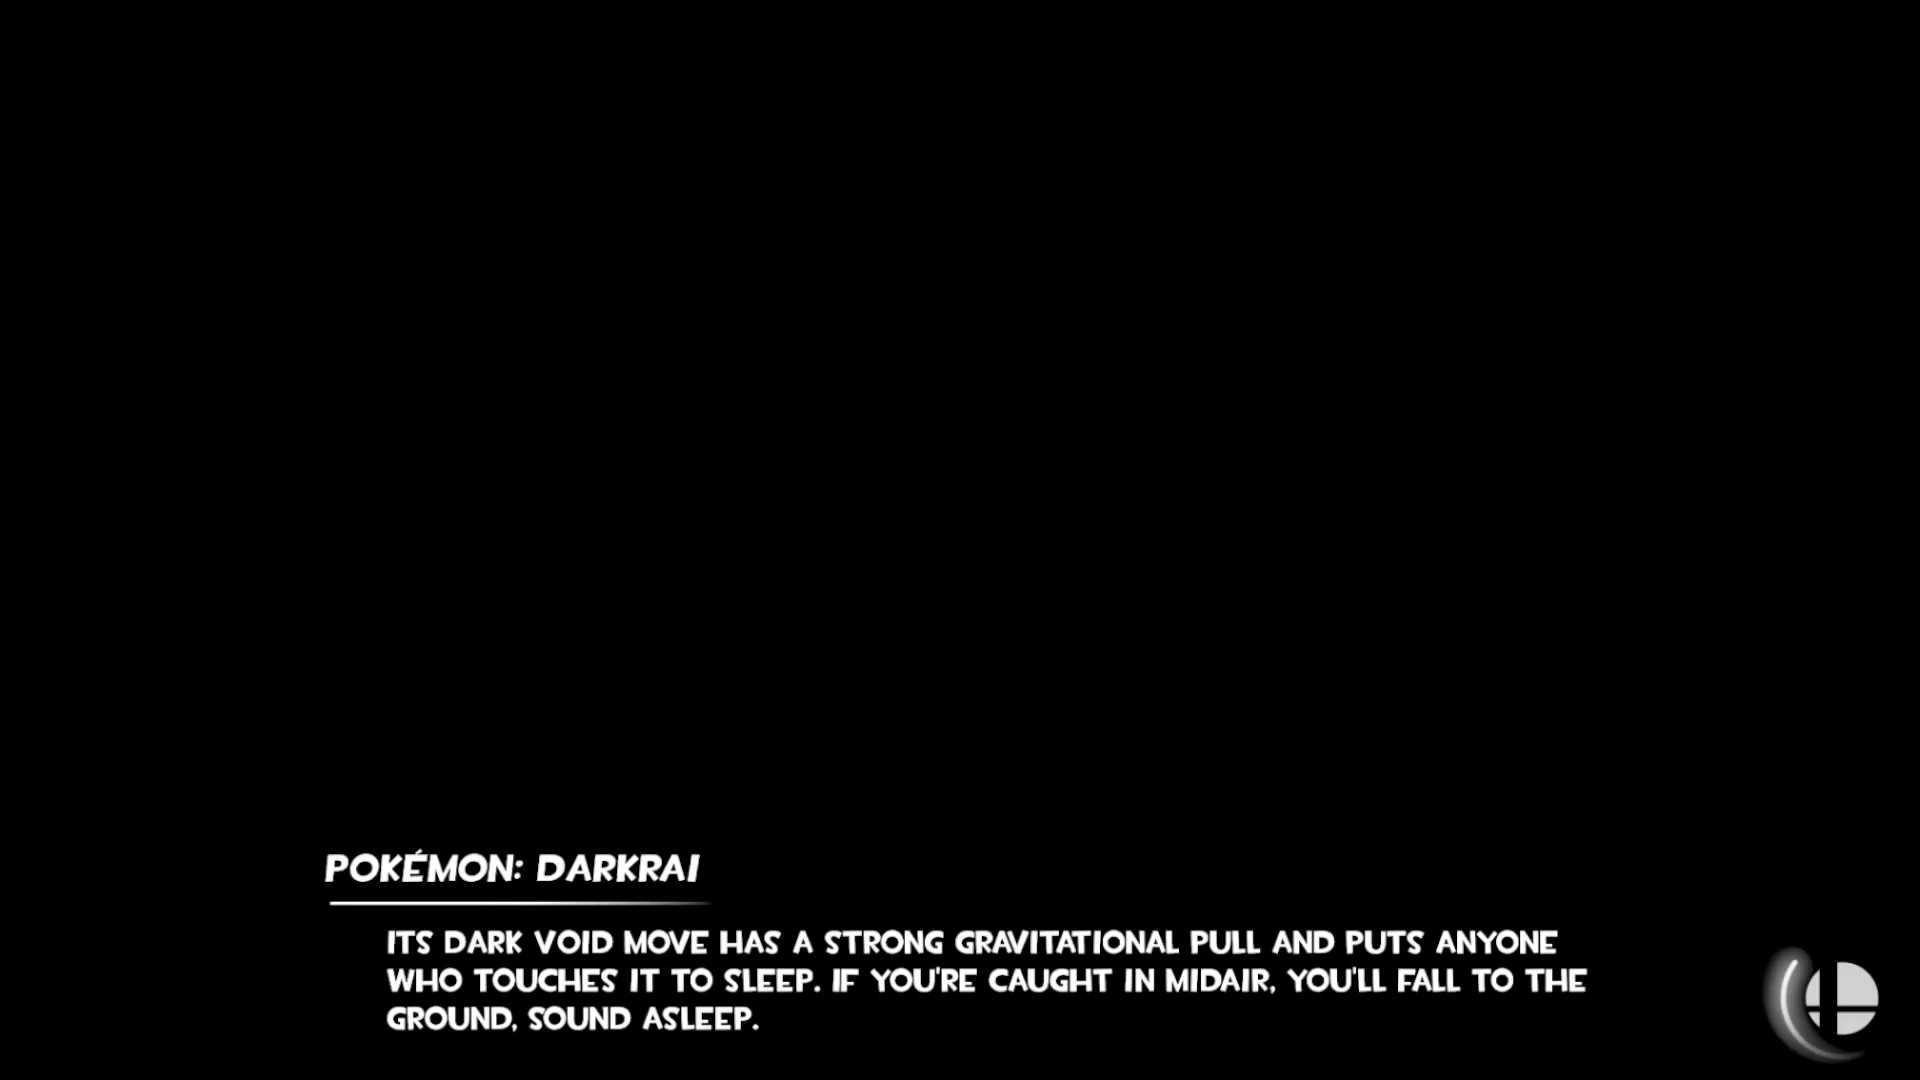 POKÉMON: DARKRAI
ITS DARK VOID MOVE HAS A STRONG GRAVITATIONAL PULL AND PUTS ANYONE
WHO TOUCHES IT TO SLEEP. IF YOU'RE CAUGHT IN MIDAIR, YOU'LL FALL TO THE
GROUND, SOUND ASLEEP.